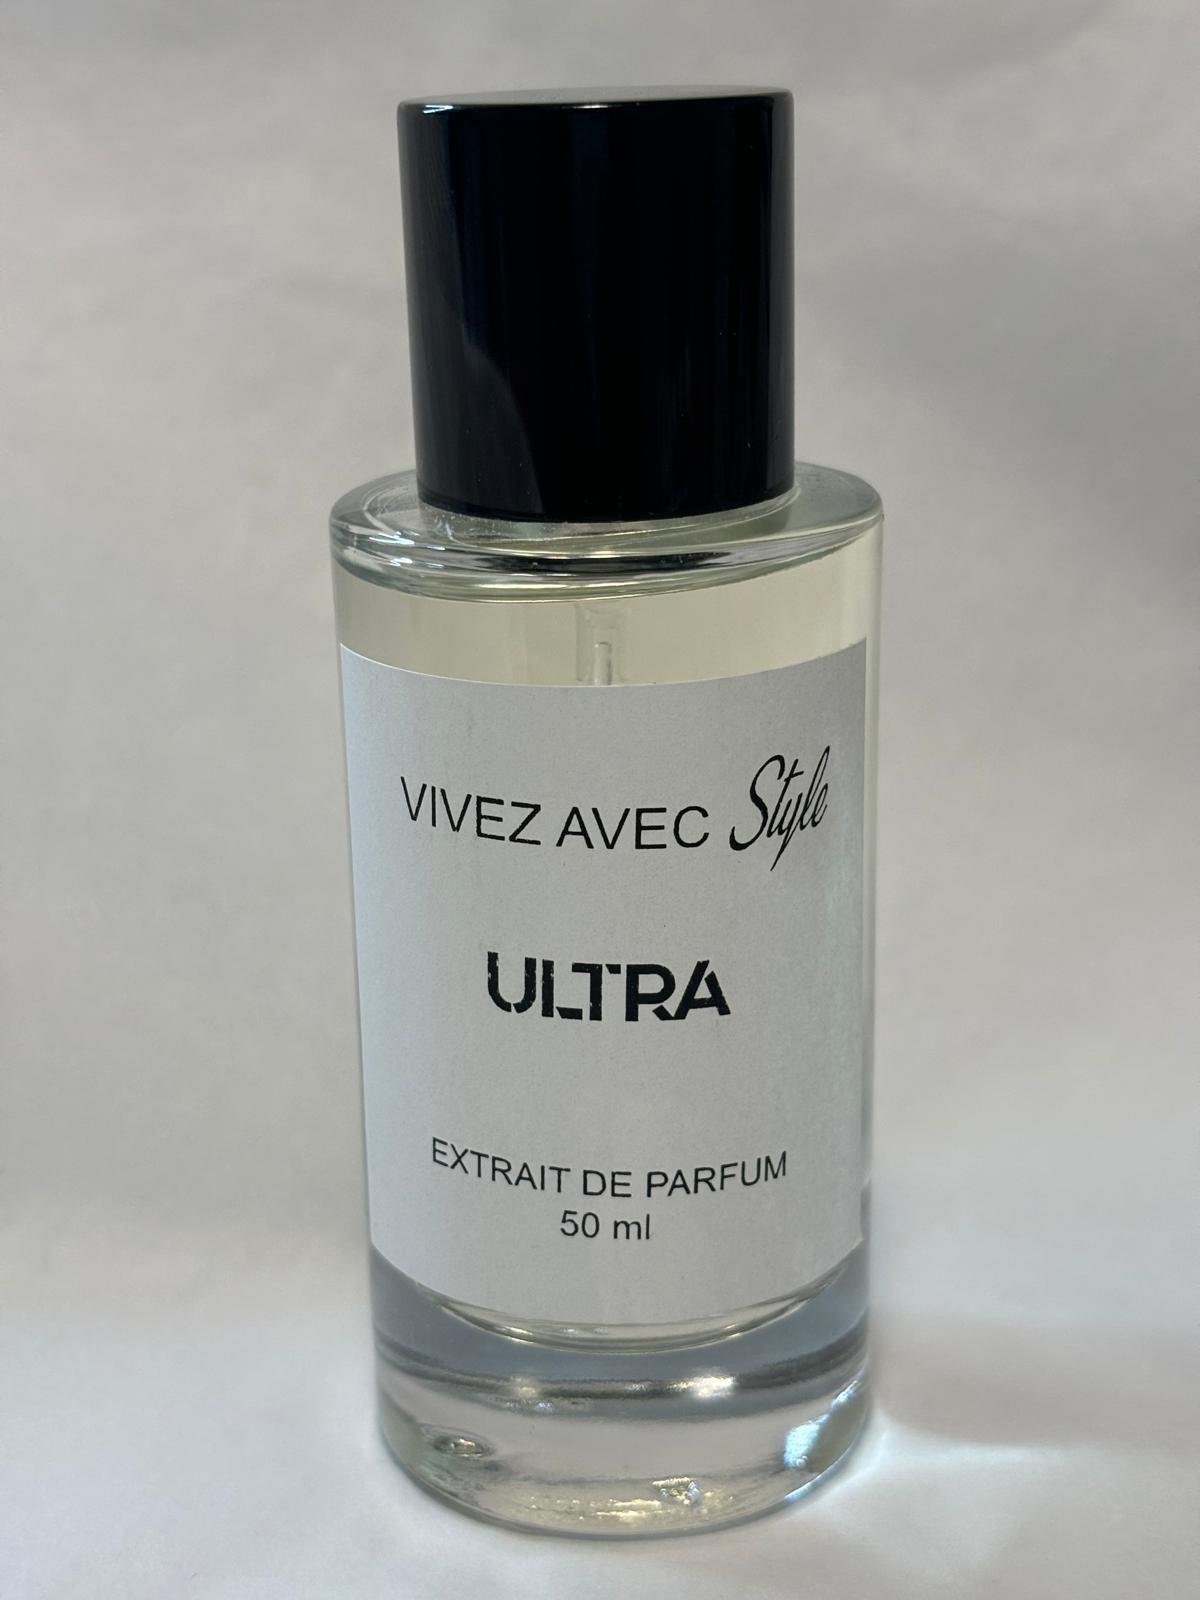 VIVEZ AVEC Style
ULTRA
EXTRAIT DE PARFUM
50 ml